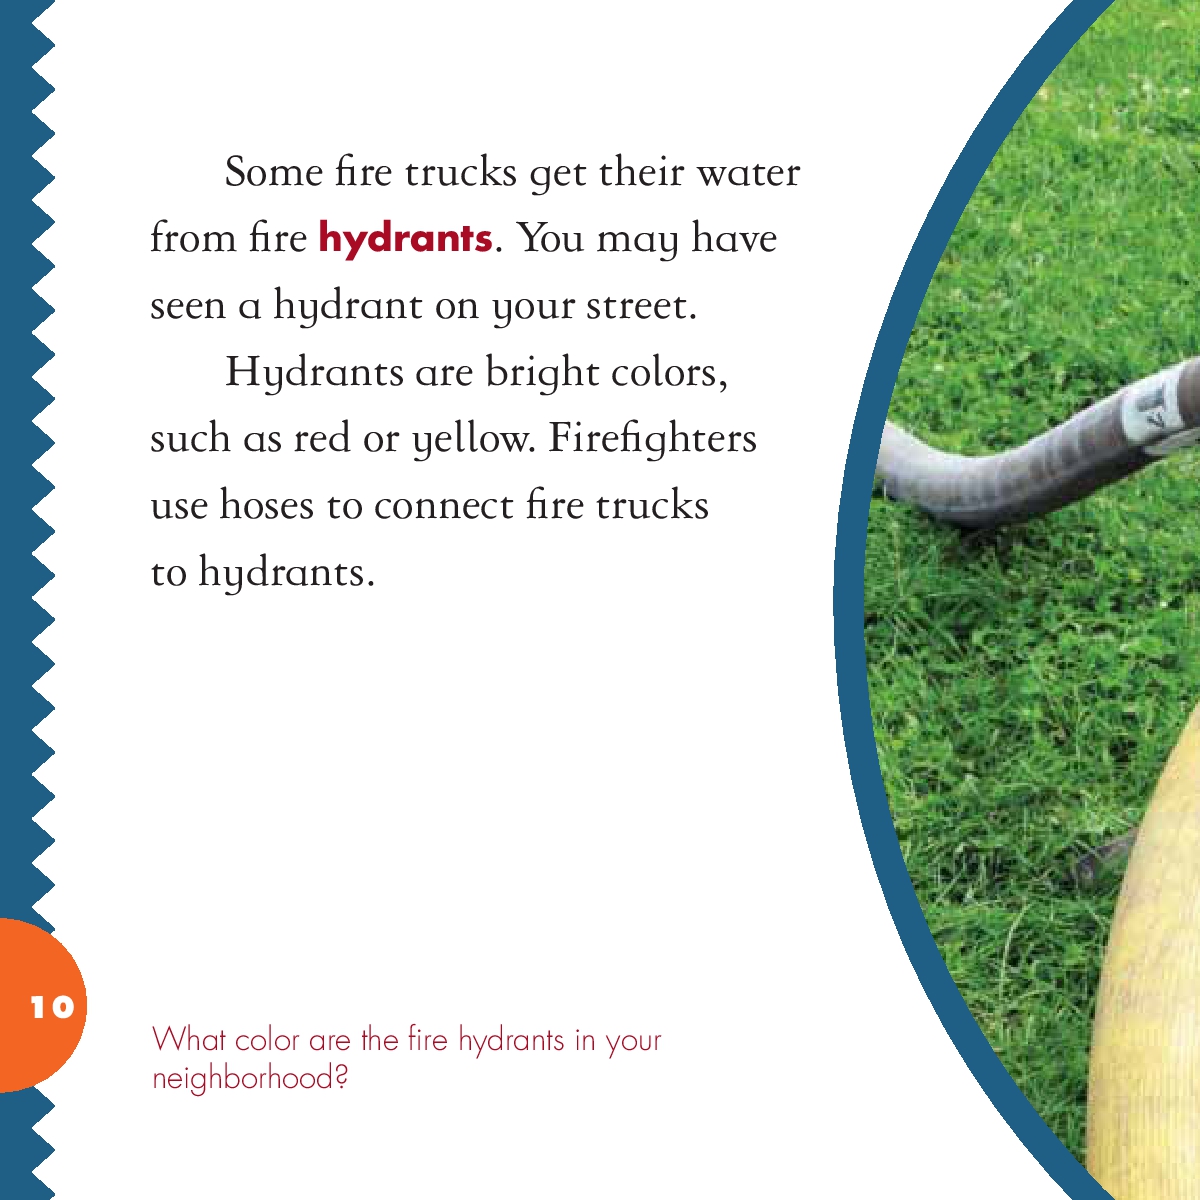 Some fire trucks get their water
from fire hydrants. You may have
seen a hydrant on your street.
Hydrants are bright colors,
such as red or yellow. Firefighters
use hoses to connect fire trucks
to hydrants.
10
What color are the fire hydrants in your
neighborhood?